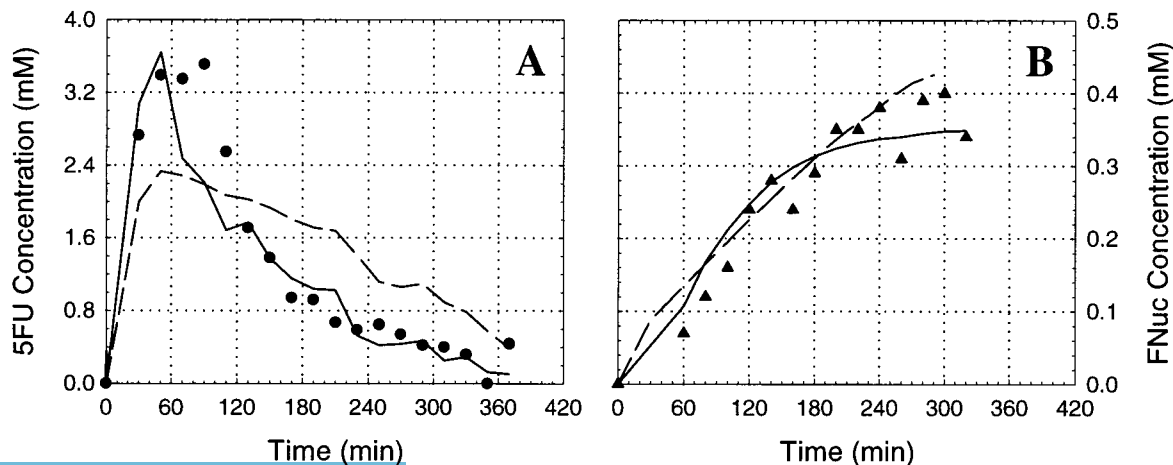 A
4.0
3.2
2.4
1.6
0.8
0.0
5FU Concentration (mM)
0 60 120 180 240 300 360 420
Time (min)
B
0.5
0.4
0.3
0.2
0.1
0.0
FNuc Concentration (mM)
0 60 120 180 240 300 360 420
Time (min)